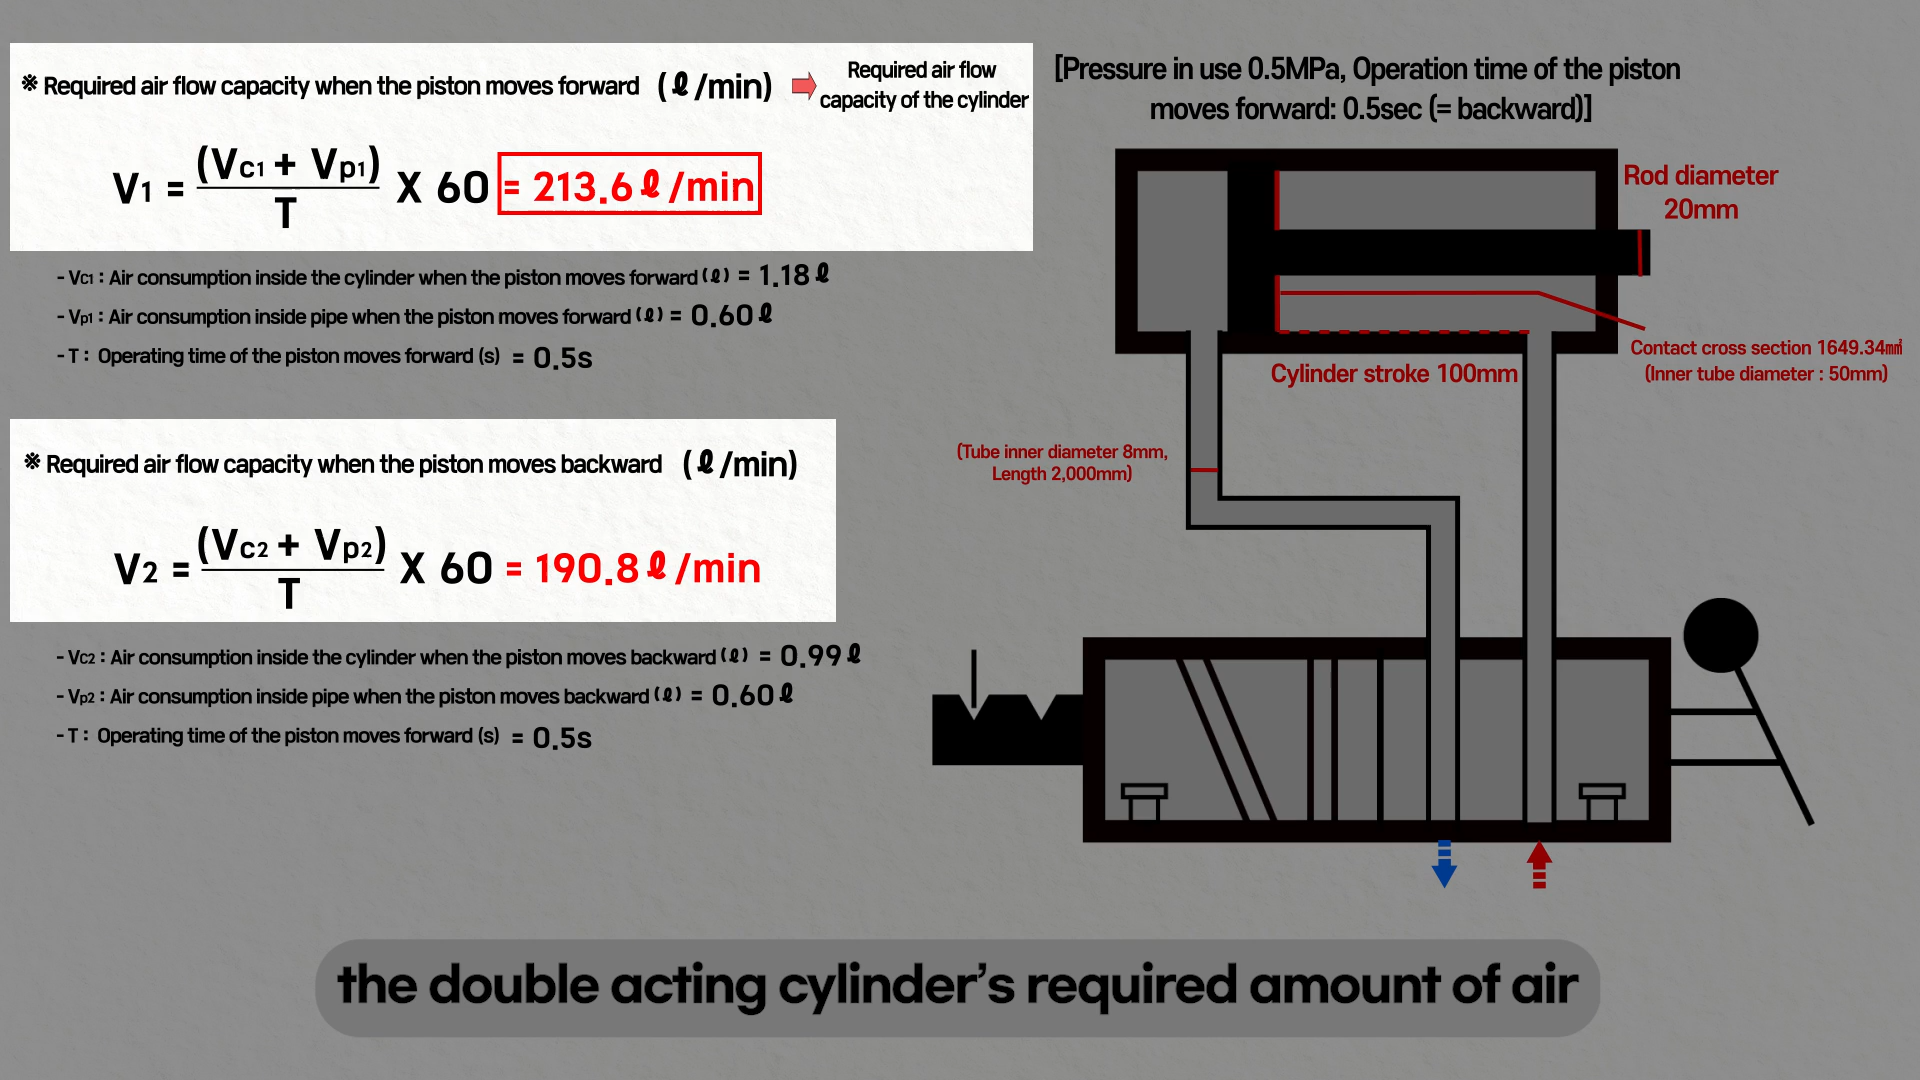 ※ Required air flow capacity when the piston moves forward (ℓ/min)
Required air flow
capacity of the cylinder
V1 = (Vc1 + Vp1) / T X 60 = 213.6ℓ/min
- Vc1 : Air consumption inside the cylinder when the piston moves forward(ℓ) = 1.18ℓ
- Vp1 : Air consumption inside pipe when the piston moves forward(ℓ) = 0.60ℓ
- T : Operating time of the piston moves forward (s) = 0.5s
※ Required air flow capacity when the piston moves backward (ℓ/min)
V2 = (Vc2 + Vp2) / T X 60 = 190.8ℓ/min
- Vc2 : Air consumption inside the cylinder when the piston moves backward(ℓ) = 0.99ℓ
- Vp2 : Air consumption inside pipe when the piston moves backward(ℓ) = 0.60ℓ
- T : Operating time of the piston moves forward (s) = 0.5s
[Pressure in use 0.5MPa, Operation time of the piston
moves forward: 0.5sec (= backward)]
Rod diameter
20mm
Contact cross section 1649.34㎟
(Inner tube diameter : 50mm)
Cylinder stroke 100mm
(Tube inner diameter 8mm,
Length 2,000mm)
the double acting cylinder’s required amount of air